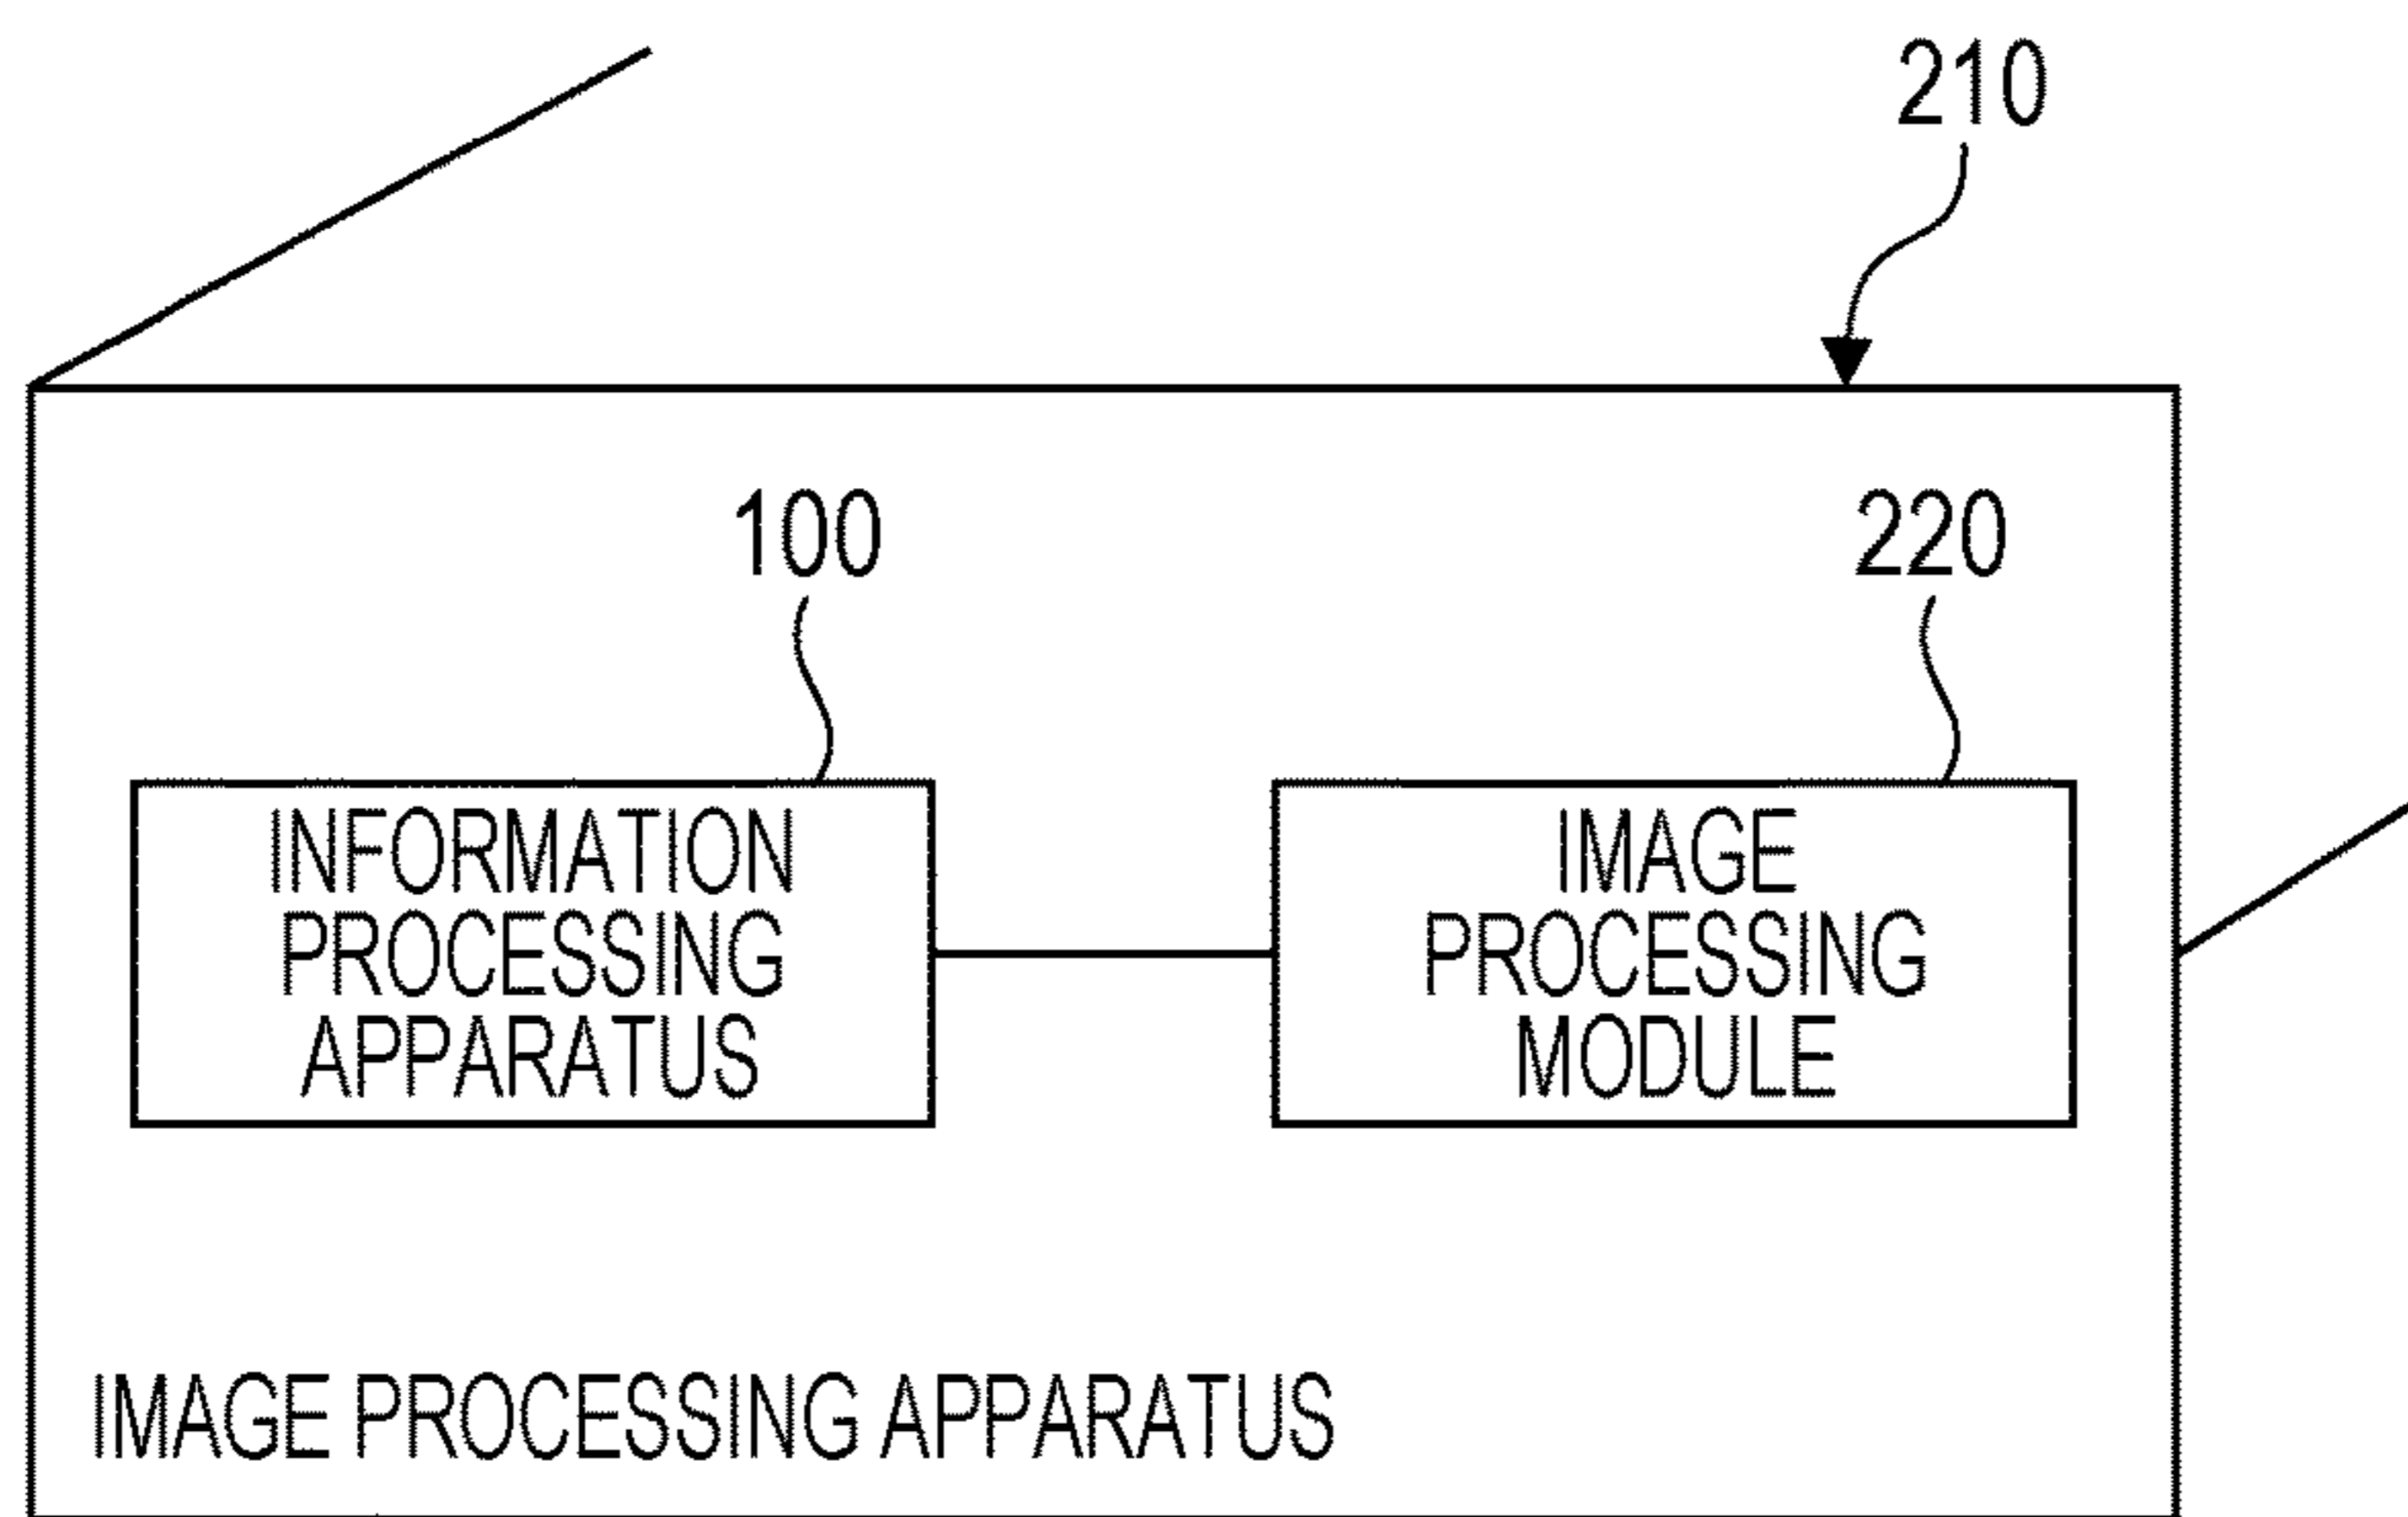 210
100
220
INFORMATION
PROCESSING
APPARATUS
IMAGE
PROCESSING
MODULE
IMAGE PROCESSING APPARATUS